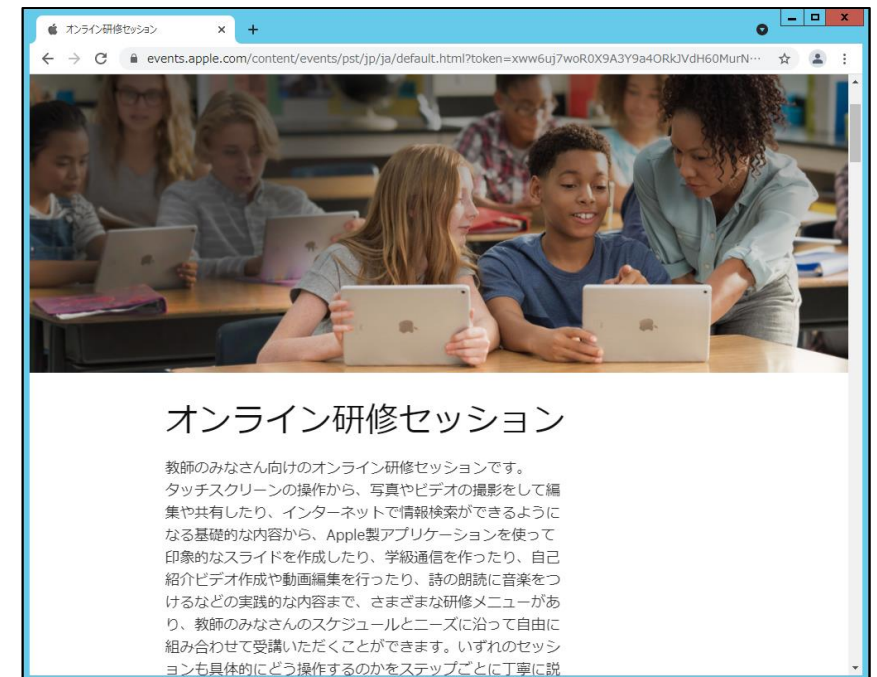 オンライン研修セッション
events.apple.com/content/events/pst/jp/ja/default.html?token=xww6uj7woR0X9A3Y9a4ORkJVdH60MurN…
オンライン研修セッション
教師のみなさん向けのオンライン研修セッションです。
タッチスクリーンの操作から、写真やビデオの撮影をして編
集や共有したり、インターネットで情報検索ができるように
なる基礎的な内容から、Apple製アプリケーションを使って
印象的なスライドを作成したり、学級通信を作ったり、自己
紹介ビデオ作成や動画編集を行ったり、詩の朗読に音楽をつ
けるなどの実践的な内容まで、さまざまな研修メニューがあ
り、教師のみなさんのスケジュールとニーズに沿って自由に
組み合わせて受講いただくことができます。いずれのセッシ
ョンも具体的にどう操作するのかをステップごとに丁寧に説